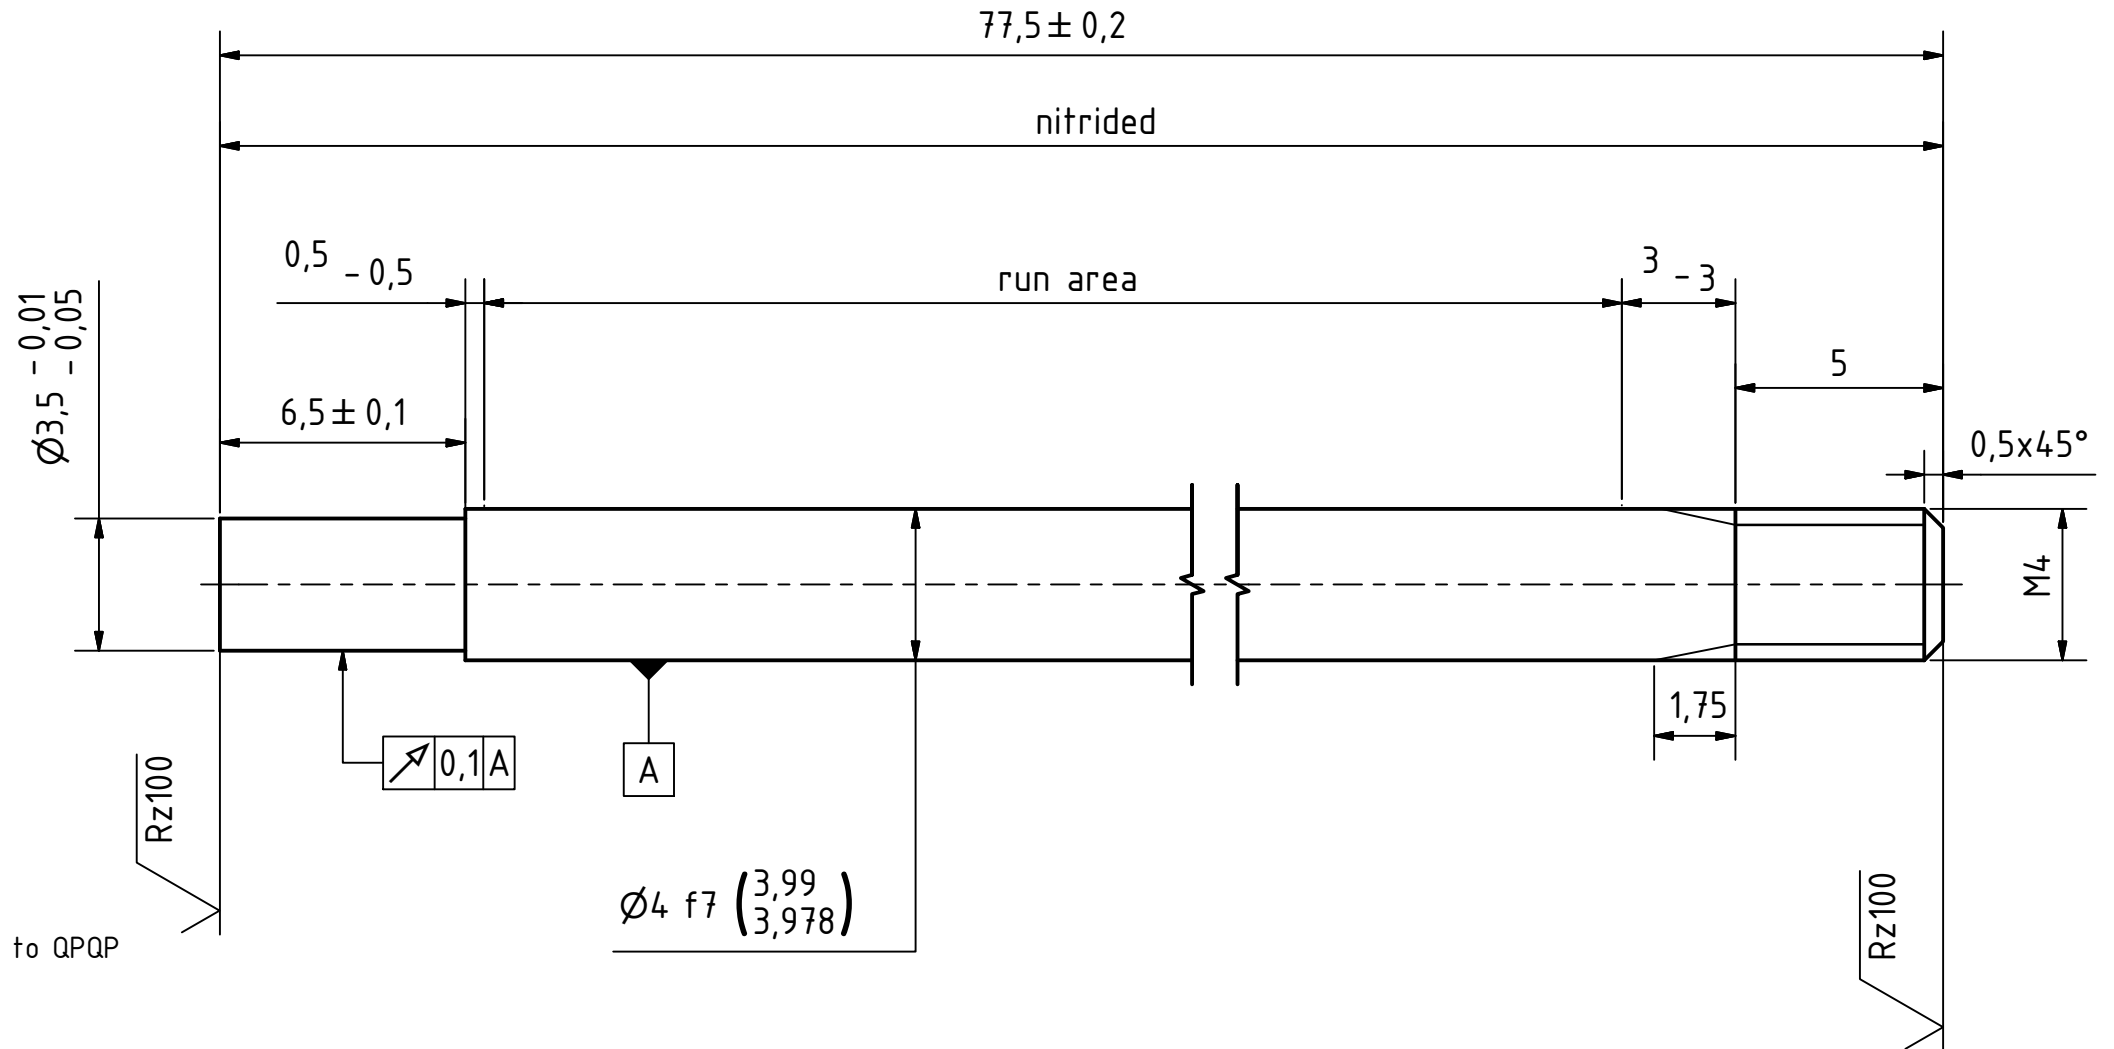 77,5 ± 0,2
nitrided
0,5 - 0,5
run area
3 - 3
Ø3,5 - 0,01
- 0,05
5
6,5 ± 0,1
0,5x45°
M4
1,75
0,1 A
A
Rz100
Ø4 f7 (3,99
3,978)
Rz100
to QPQP